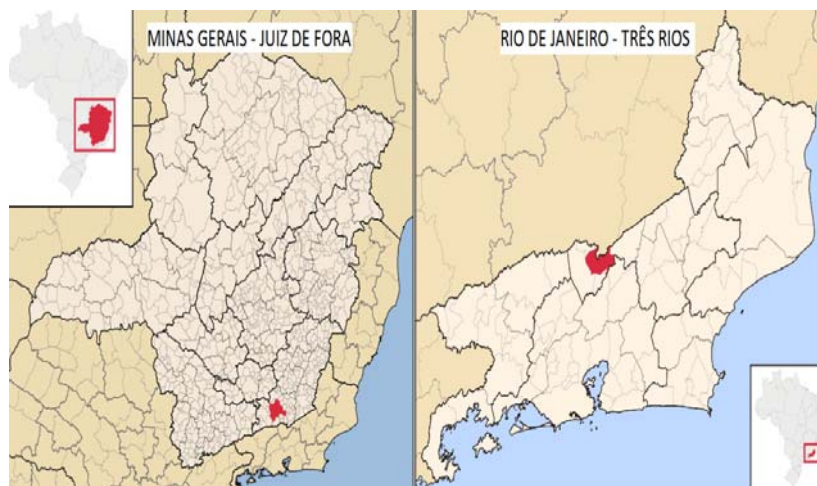 MINAS GERAIS - JUIZ DE FORA
RIO DE JANEIRO - TRÊS RIOS